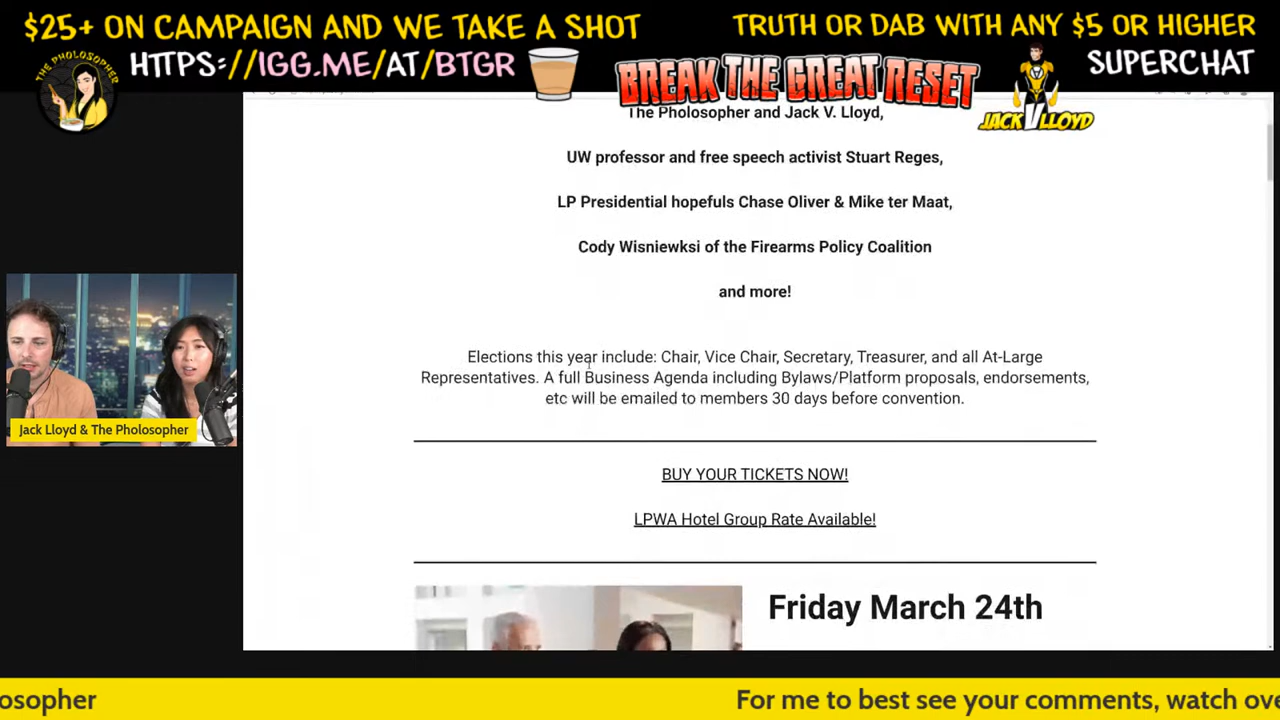 $25+ ON CAMPAIGN AND WE TAKE A SHOT
HTTPS://IGG.ME/AT/BTGR
THE PHOLOSOPHER
BREAK THE GREAT RESET
TRUTH OR DAB WITH ANY $5 OR HIGHER
SUPERCHAT
JACK V LLOYD
The Pholosopher and Jack V. Lloyd,
UW professor and free speech activist Stuart Reges,
LP Presidential hopefuls Chase Oliver & Mike ter Maat,
Cody Wisniewksi of the Firearms Policy Coalition
and more!
Elections this year include: Chair, Vice Chair, Secretary, Treasurer, and all At-Large
Representatives. A full Business Agenda including Bylaws/Platform proposals, endorsements,
etc will be emailed to members 30 days before convention.
BUY YOUR TICKETS NOW!
LPWA Hotel Group Rate Available!
Friday March 24th
Jack Lloyd & The Pholosopher
losopher
For me to best see your comments, watch ove